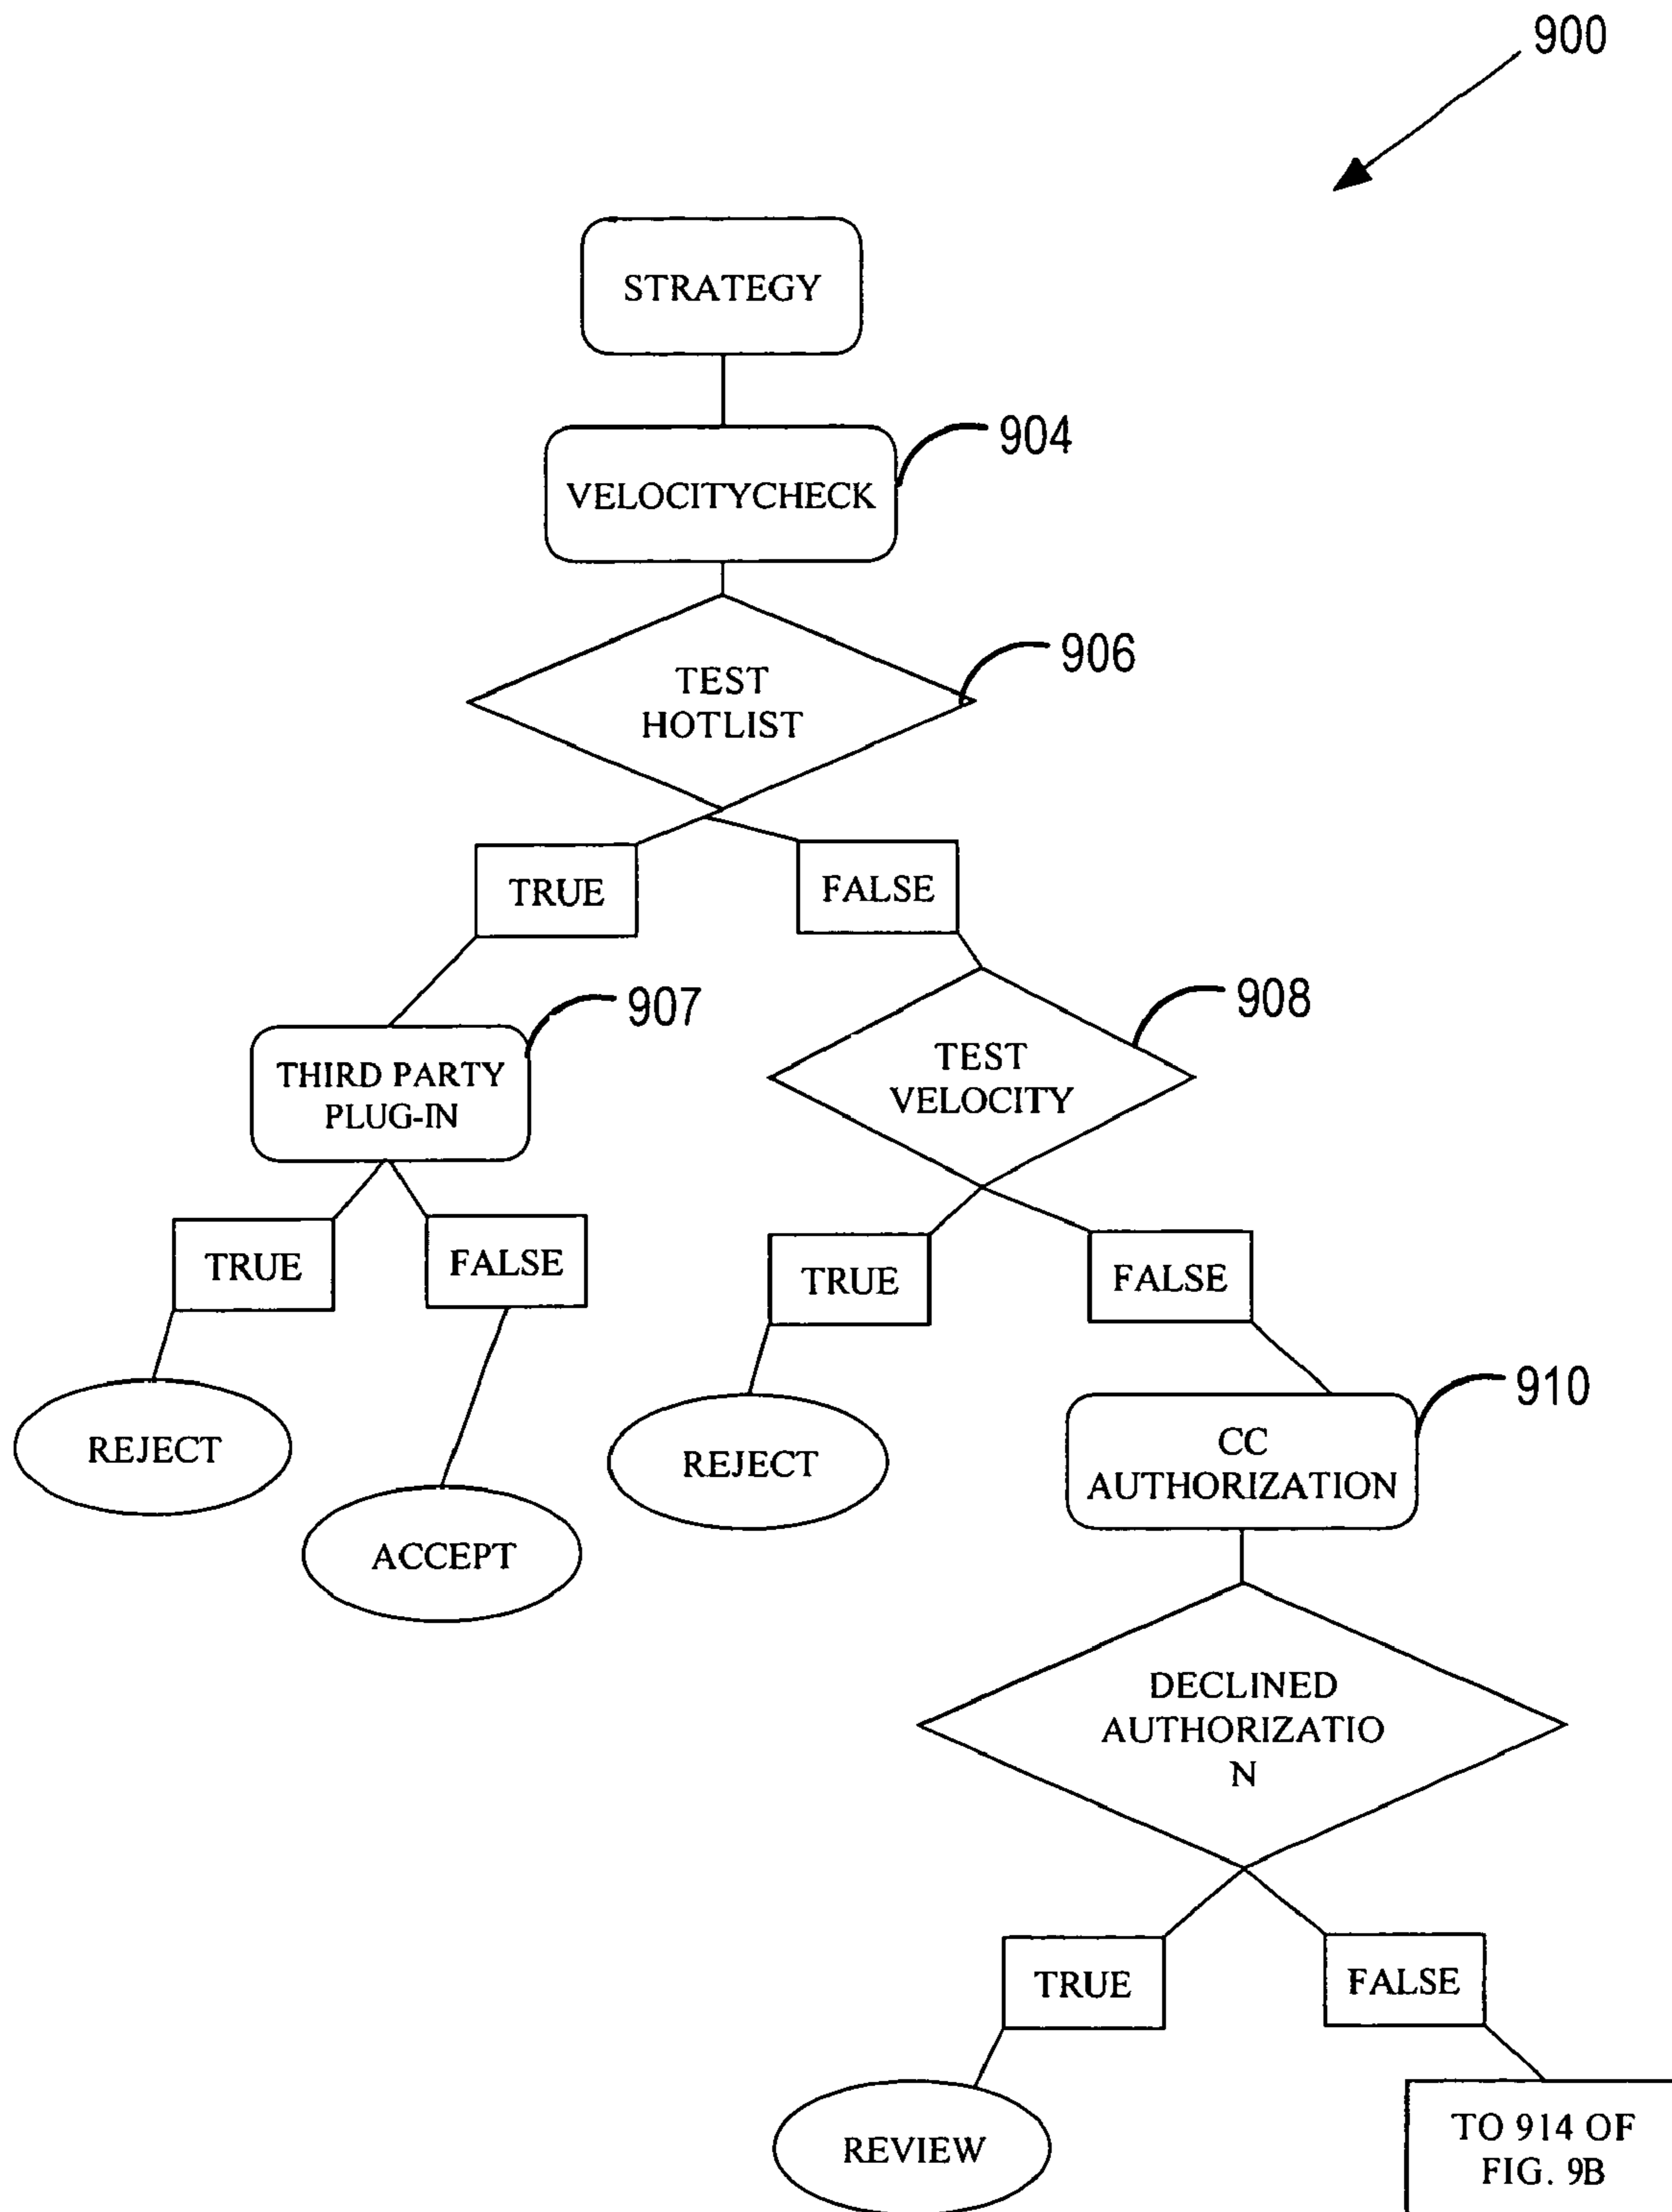 900
STRATEGY
904
VELOCITYCHECK
906
TEST
HOTLIST
TRUE
FALSE
907
908
THIRD PARTY
PLUG-IN
TEST
VELOCITY
TRUE
FALSE
TRUE
FALSE
910
REJECT
ACCEPT
REJECT
CC
AUTHORIZATION
DECLINED
AUTHORIZATIO
N
TRUE
FALSE
REVIEW
TO 914 OF
FIG. 9B